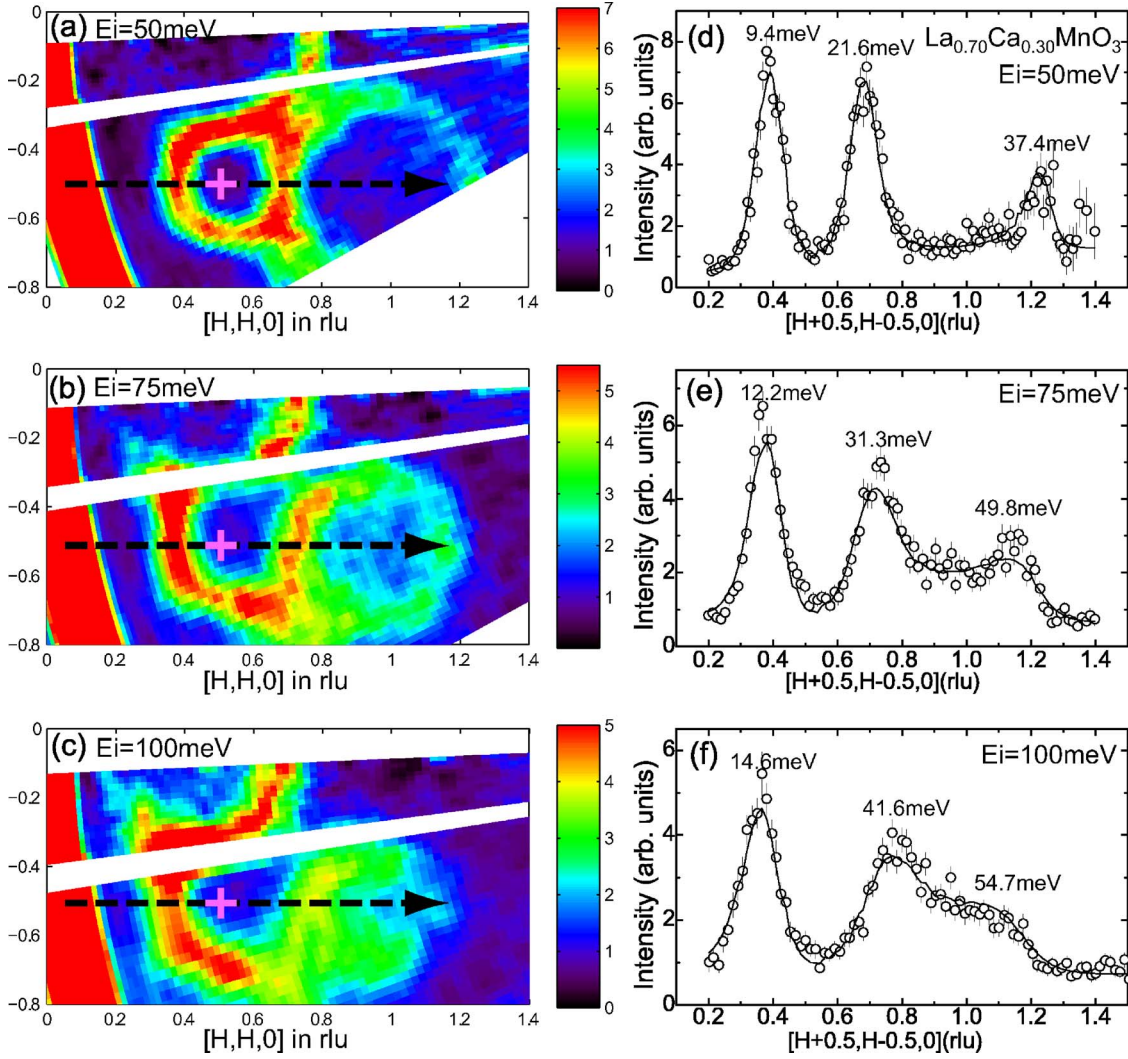 (a) Ei=50meV
0
−0.2
−0.4
−0.6
−0.8
0 0.2 0.4 0.6 0.8 1 1.2 1.4
[H,H,0] in rlu
7
6
5
4
3
2
1
0
(d) 9.4meV 21.6meV 37.4meV
La0.70Ca0.30MnO3
Ei=50meV
Intensity (arb. units)
8
6
4
2
0
0.2 0.4 0.6 0.8 1.0 1.2 1.4
[H+0.5,H-0.5,0](rlu)
(b) Ei=75meV
0
−0.2
−0.4
−0.6
−0.8
0 0.2 0.4 0.6 0.8 1 1.2 1.4
[H,H,0] in rlu
5
4
3
2
1
(e) 12.2meV 31.3meV 49.8meV
Ei=75meV
Intensity (arb. units)
6
4
2
0
0.2 0.4 0.6 0.8 1.0 1.2 1.4
[H+0.5,H-0.5,0](rlu)
(c) Ei=100meV
0
−0.2
−0.4
−0.6
−0.8
0 0.2 0.4 0.6 0.8 1 1.2 1.4
[H,H,0] in rlu
5
4
3
2
1
0
(f) 14.6meV 41.6meV 54.7meV
Ei=100meV
Intensity (arb. units)
6
4
2
0
0.2 0.4 0.6 0.8 1.0 1.2 1.4
[H+0.5,H-0.5,0](rlu)